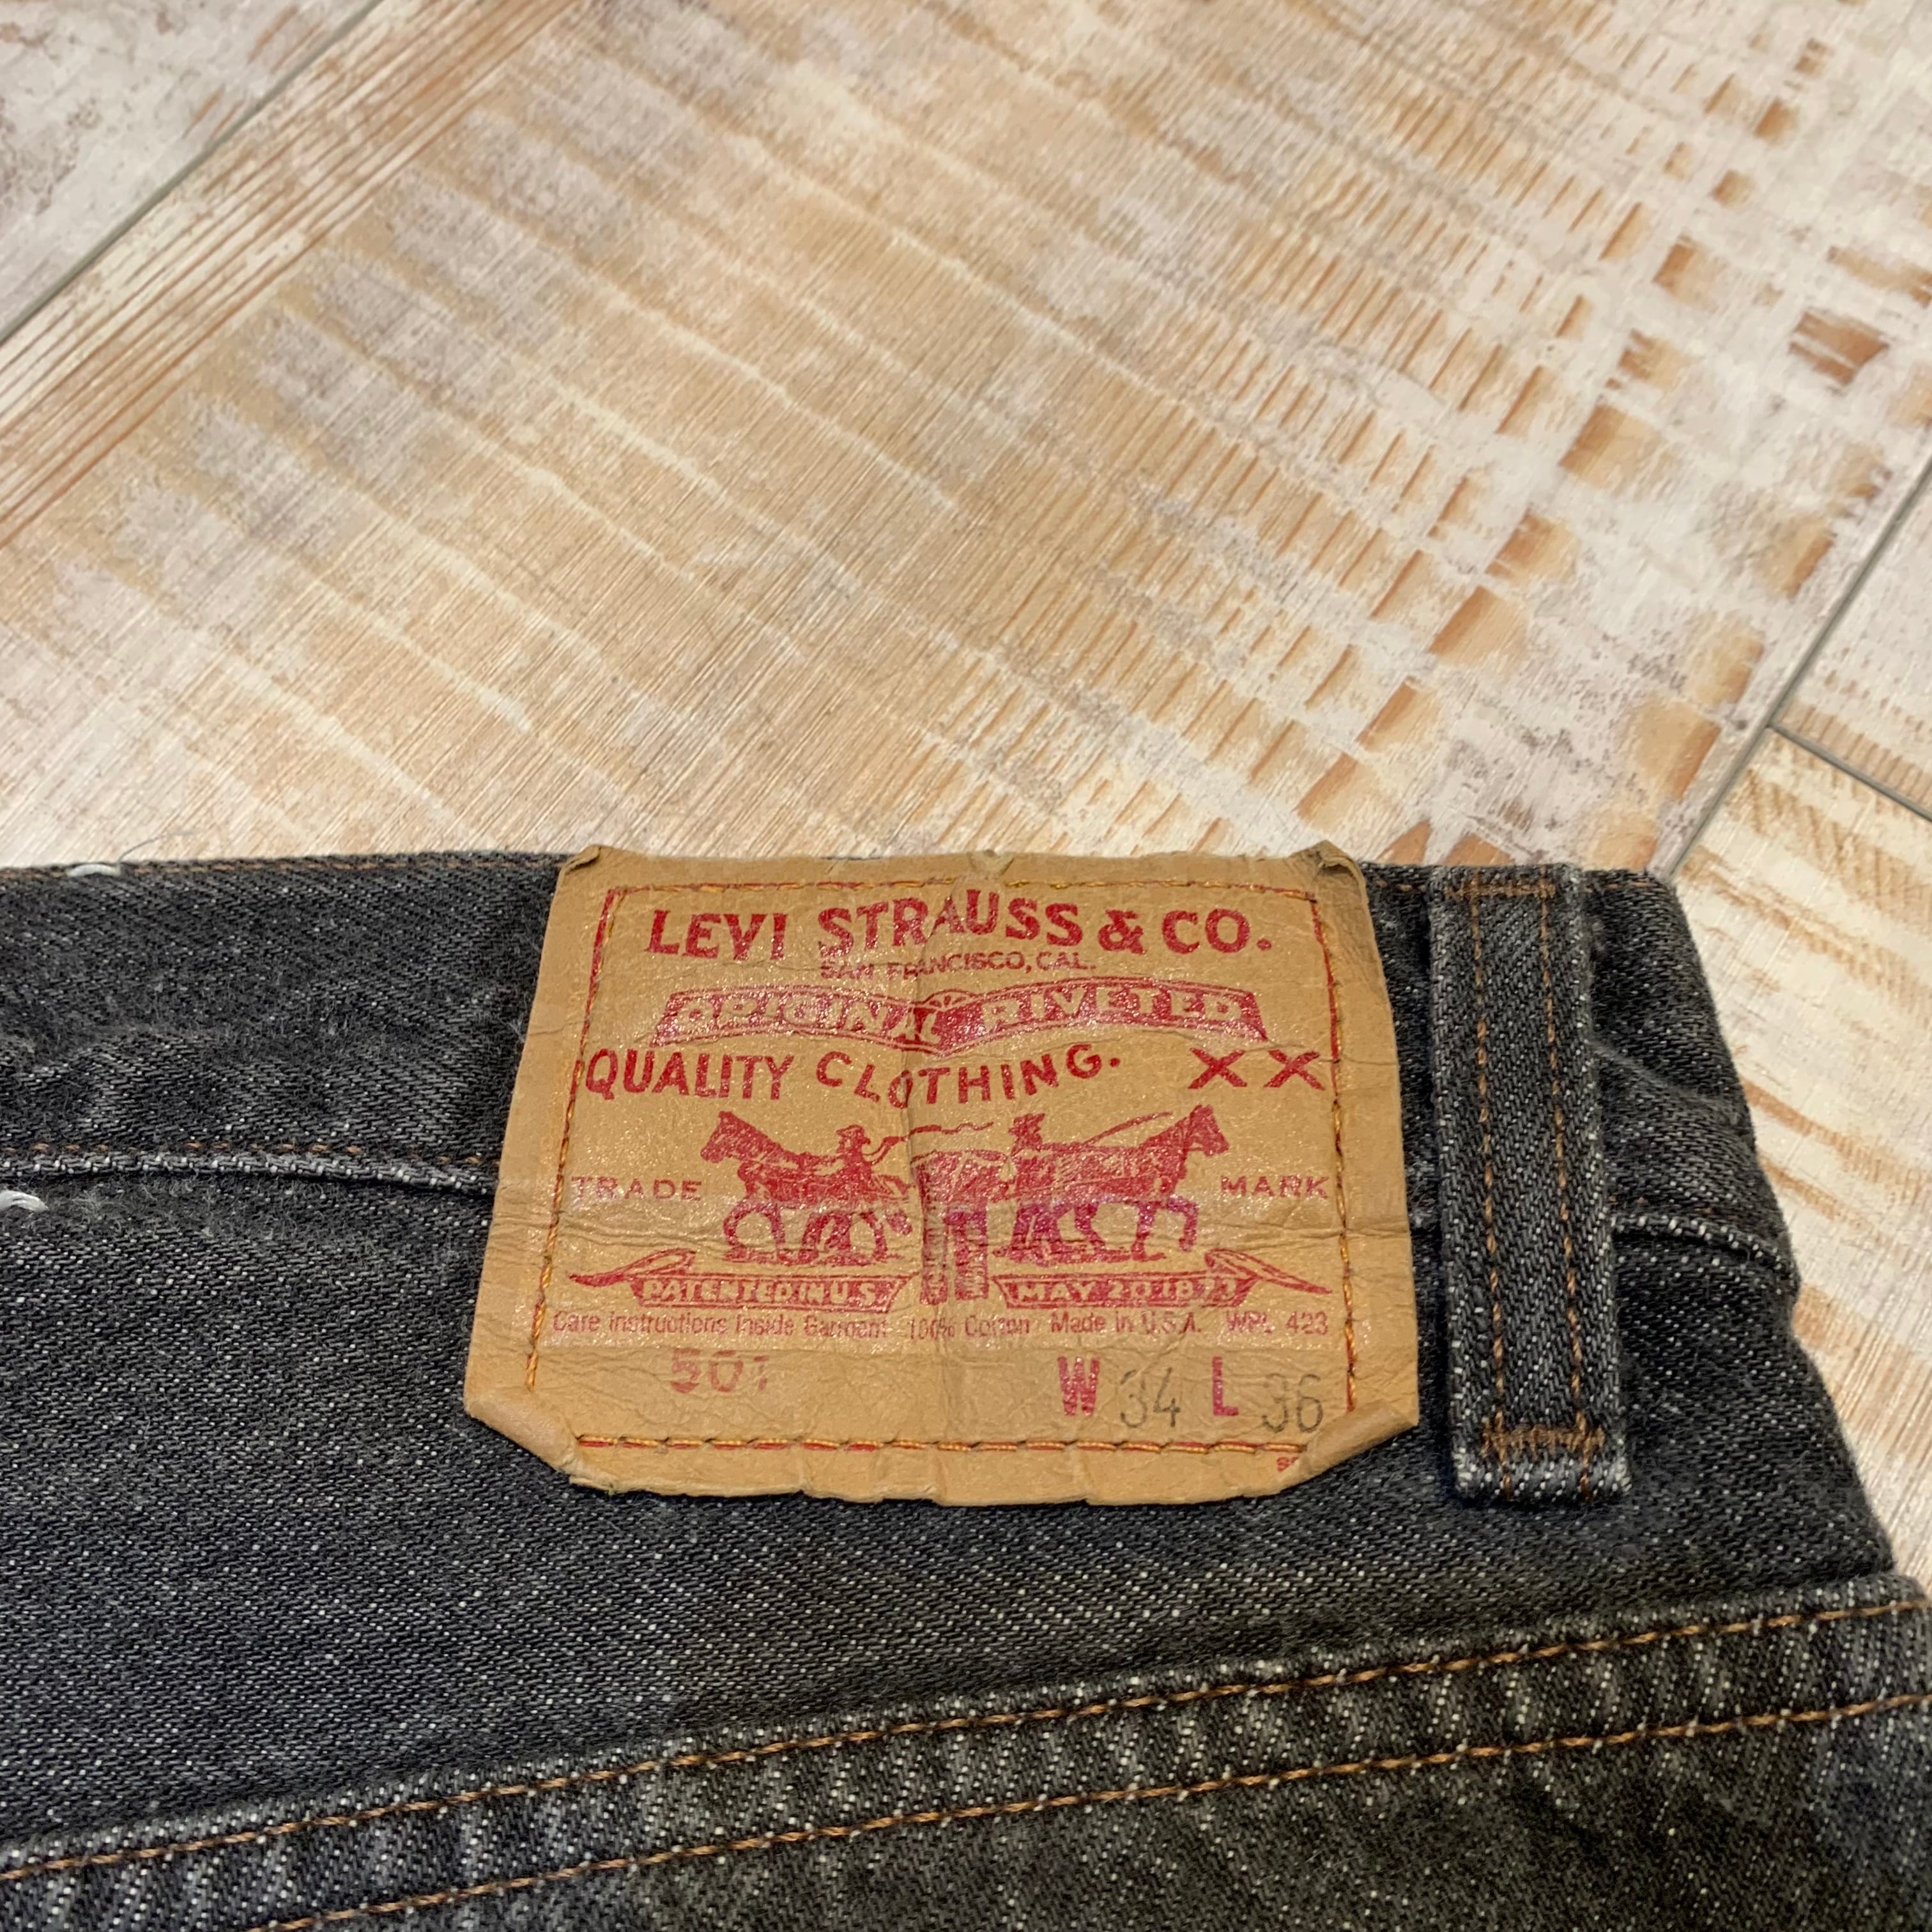 LEVI STRAUSS & CO.
SAN FRANCISCO, CAL.
ORIGINAL RIVETED
QUALITY CLOTHING. XX
TRADE MARK
PATENTED IN U.S. MAY 20 1873
Care Instructions Inside Garment 100% Cotton Made in U.S.A. WPL 423
501 W 34 L 36